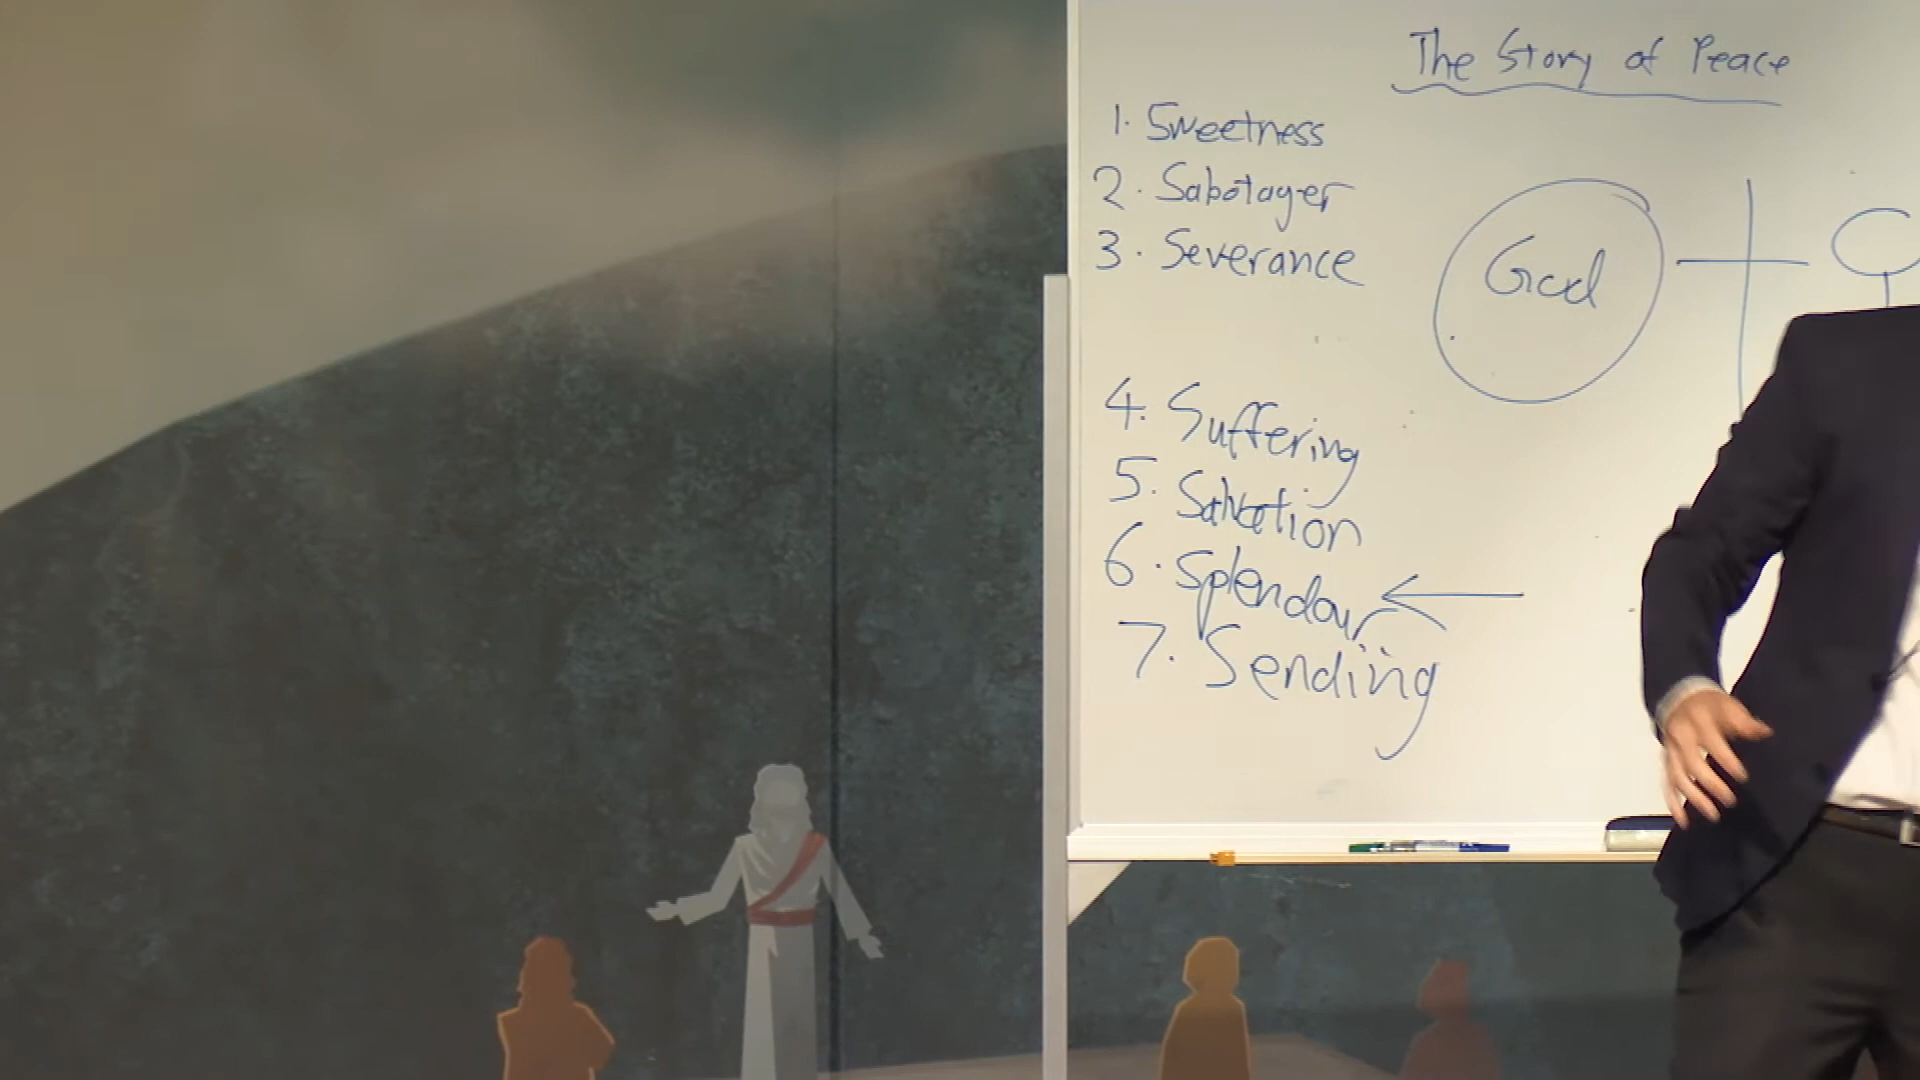 The Story of Peace
1. Sweetness
2. Sabotager
3. Severance
God
4. Suffering
5. Salvation
6. Splendour
7. Sending